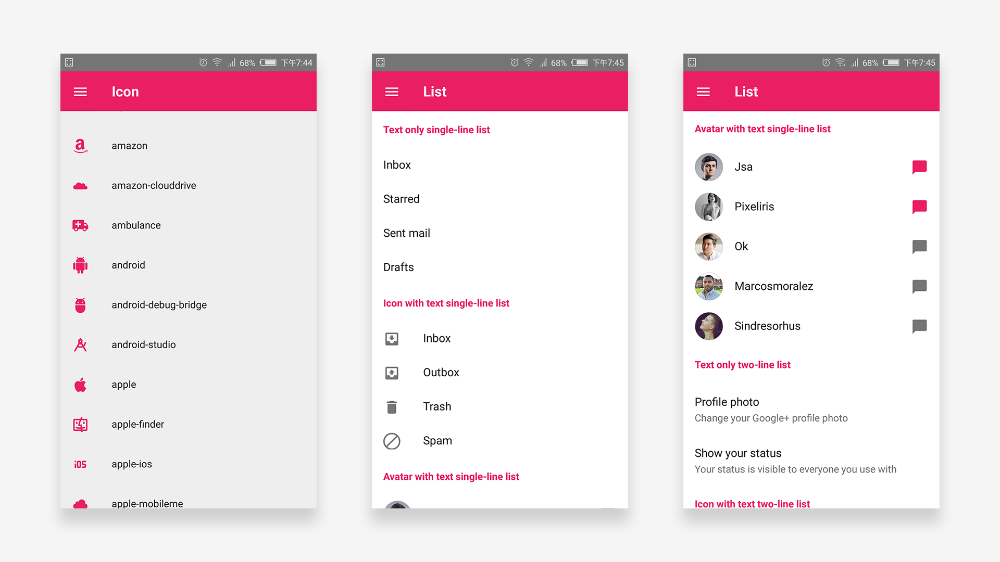 68% 下午7:44
Icon
amazon
amazon-clouddrive
ambulance
android
android-debug-bridge
android-studio
apple
apple-finder
iOS apple-ios
apple-mobileme
68% 下午7:45
List
Text only single-line list
Inbox
Starred
Sent mail
Drafts
Icon with text single-line list
Inbox
Outbox
Trash
Spam
Avatar with text single-line list
68% 下午7:45
List
Avatar with text single-line list
Jsa
Pixeliris
Ok
Marcosmoralez
Sindresorhus
Text only two-line list
Profile photo
Change your Google+ profile photo
Show your status
Your status is visible to everyone you use with
Icon with text two-line list